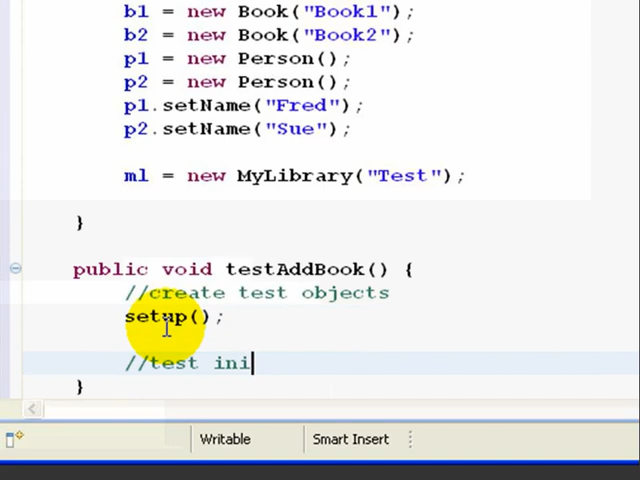 b1 = new Book("Book1");
b2 = new Book("Book2");
p1 = new Person();
p2 = new Person();
p1.setName("Fred");
p2.setName("Sue");
ml = new MyLibrary("Test");
}
public void testAddBook() {
//create test objects
setup();
//test ini
}
Writable
Smart Insert